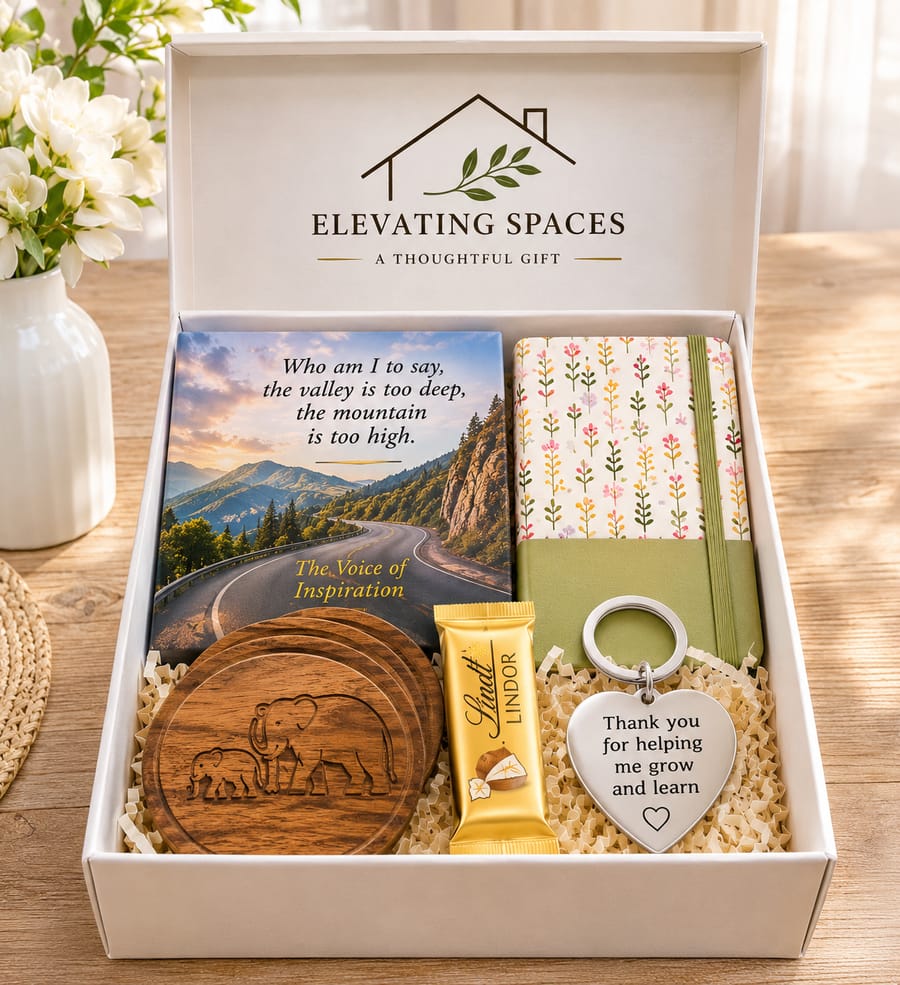 ELEVATING SPACES
A THOUGHTFUL GIFT
Who am I to say,
the valley is too deep,
the mountain
is too high.
The Voice of
Inspiration
Lindt
LINDOR
Thank you
for helping
me grow
and learn